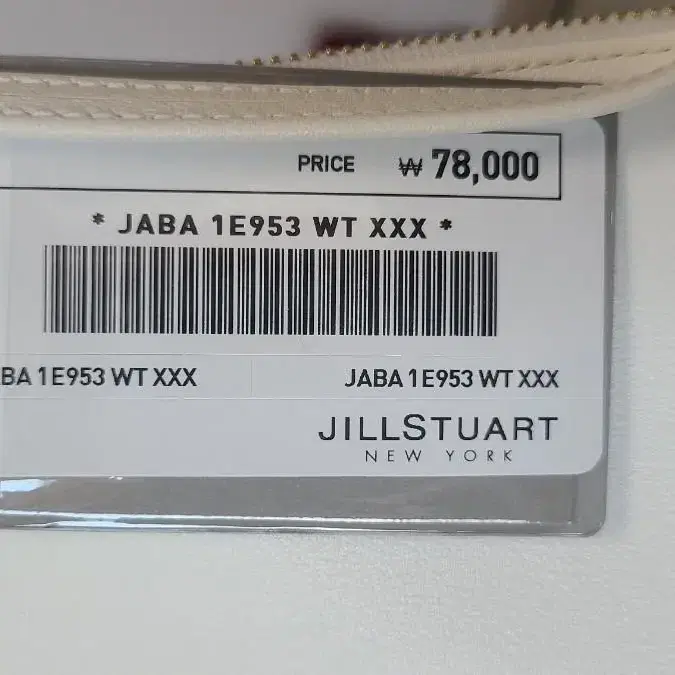 PRICE ₩ 78,000
* JABA 1E953 WT XXX *
BA 1E953 WT XXX JABA 1E953 WT XXX
JILLSTUART
NEW YORK